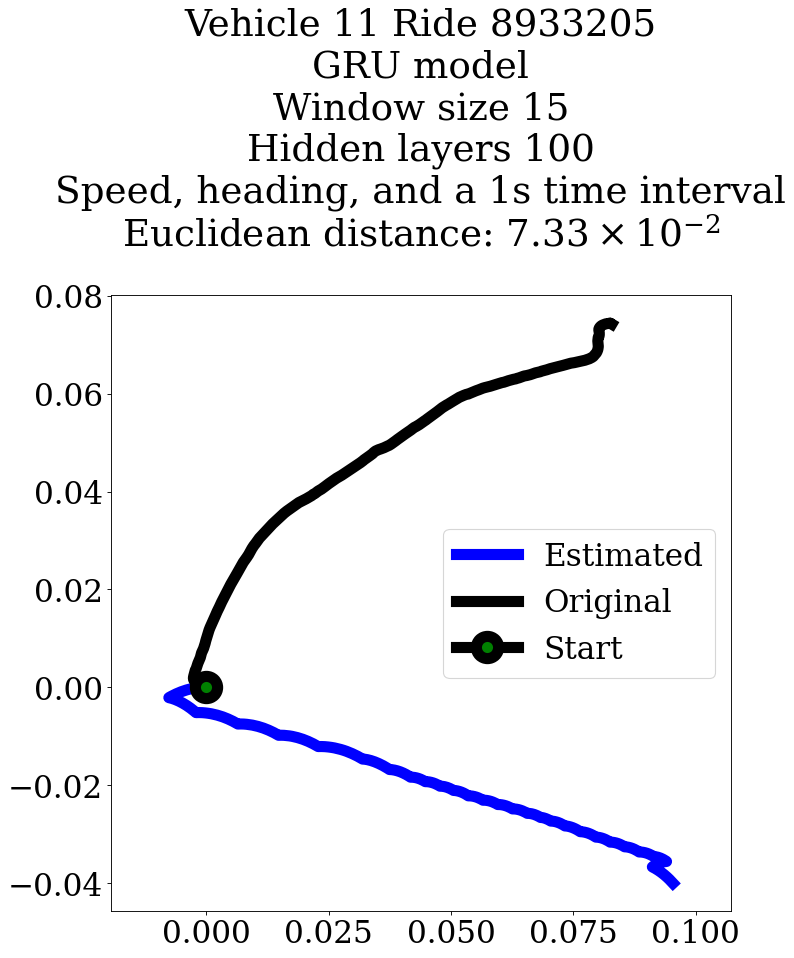 Vehicle 11 Ride 8933205
GRU model
Window size 15
Hidden layers 100
Speed, heading, and a 1s time interval
Euclidean distance: 7.33 × 10⁻²
0.08
0.06
0.04
0.02
0.00
−0.02
−0.04
Estimated
Original
Start
0.000 0.025 0.050 0.075 0.100